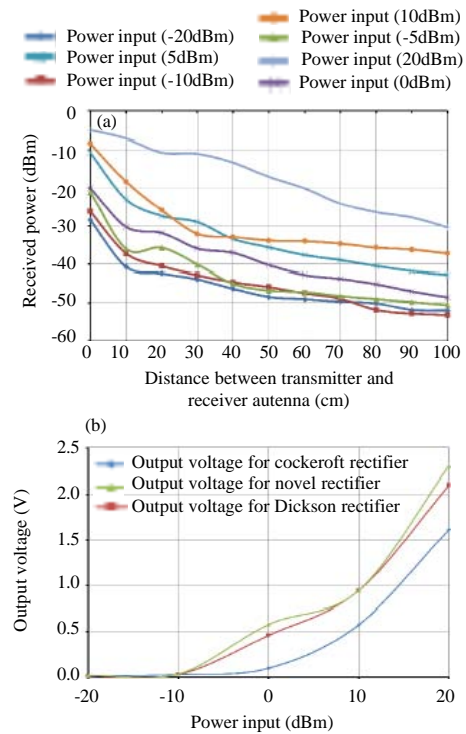 Power input (-20dBm)
Power input (5dBm)
Power input (-10dBm)
Power input (10dBm)
Power input (-5dBm)
Power input (20dBm)
Power input (0dBm)
(a)
0
-10
-20
-30
-40
-50
-60
Received power (dBm)
0 10 20 30 40 50 60 70 80 90 100
Distance between transmitter and
receiver autenna (cm)
(b)
2.5
2.0
1.5
1.0
0.5
0.0
Output voltage (V)
Output voltage for cockeroft rectifier
Output voltage for novel rectifier
Output voltage for Dickson rectifier
-20 -10 0 10 20
Power input (dBm)